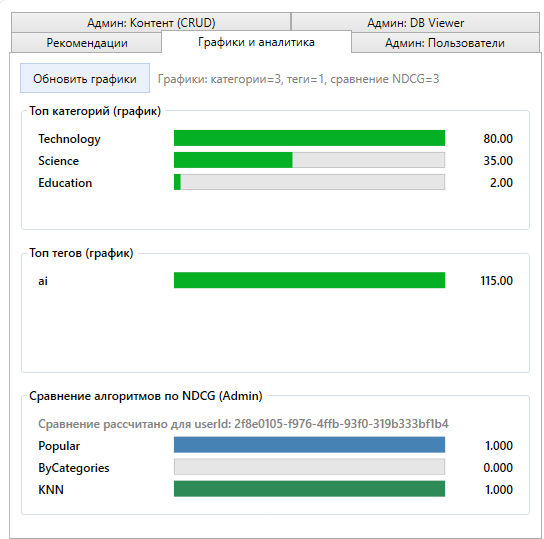 Админ: Контент (CRUD) Админ: DB Viewer
Рекомендации Графики и аналитика Админ: Пользователи
Обновить графики Графики: категории=3, теги=1, сравнение NDCG=3
Топ категорий (график)
Technology 80.00
Science 35.00
Education 2.00
Топ тегов (график)
ai 115.00
Сравнение алгоритмов по NDCG (Admin)
Сравнение рассчитано для userId: 2f8e0105-f976-4ffb-93f0-319b333bf1b4
Popular 1.000
ByCategories 0.000
KNN 1.000